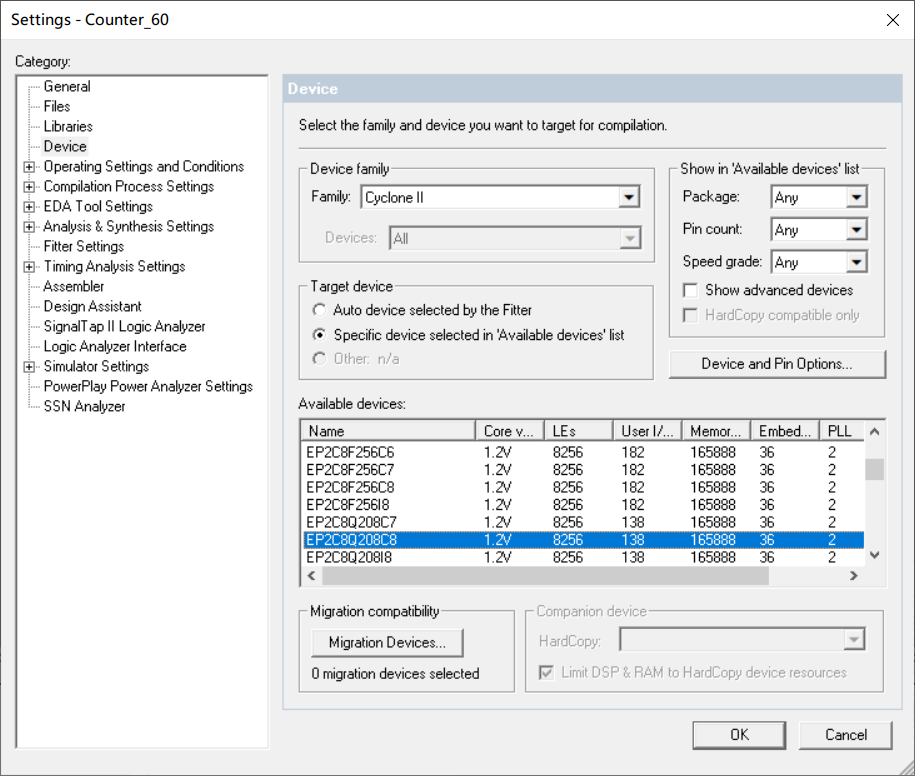 Settings - Counter_60
Category:
General
Files
Libraries
Device
Operating Settings and Conditions
Compilation Process Settings
EDA Tool Settings
Analysis & Synthesis Settings
Fitter Settings
Timing Analysis Settings
Assembler
Design Assistant
SignalTap II Logic Analyzer
Logic Analyzer Interface
Simulator Settings
PowerPlay Power Analyzer Settings
SSN Analyzer
Device
Select the family and device you want to target for compilation.
Device family
Family: Cyclone II
Devices: All
Target device
Auto device selected by the Fitter
Specific device selected in 'Available devices' list
Other: n/a
Show in 'Available devices' list
Package: Any
Pin count: Any
Speed grade: Any
Show advanced devices
HardCopy compatible only
Device and Pin Options...
Available devices:
Name Core v... LEs User I/... Memor... Embed... PLL
EP2C8F256C6 1.2V 8256 182 165888 36 2
EP2C8F256C7 1.2V 8256 182 165888 36 2
EP2C8F256C8 1.2V 8256 182 165888 36 2
EP2C8F256I8 1.2V 8256 182 165888 36 2
EP2C8Q208C7 1.2V 8256 138 165888 36 2
EP2C8Q208C8 1.2V 8256 138 165888 36 2
EP2C8Q208I8 1.2V 8256 138 165888 36 2
Migration compatibility
Migration Devices...
0 migration devices selected
Companion device
HardCopy:
Limit DSP & RAM to HardCopy device resources
OK
Cancel